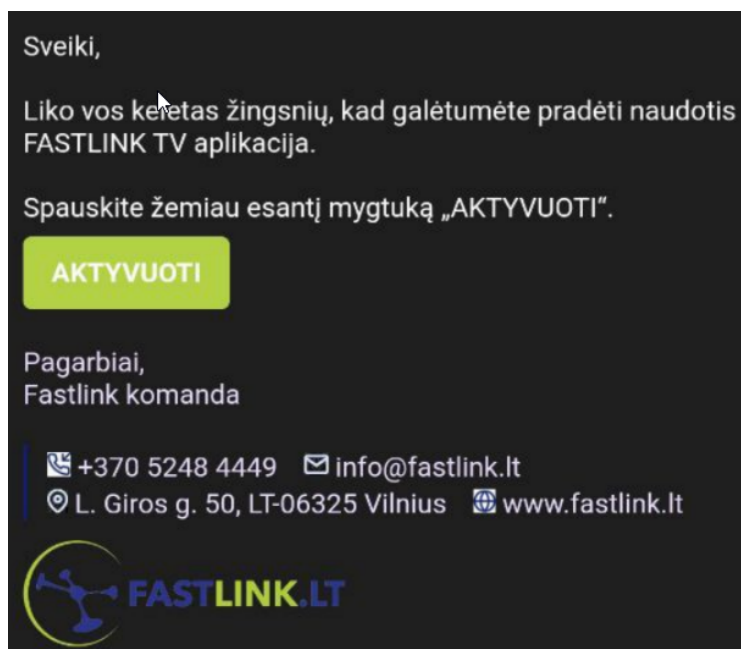 Sveiki,
Liko vos keletas žingsnių, kad galėtumėte pradėti naudotis
FASTLINK TV aplikacija.
Spauskite žemiau esantį mygtuką „AKTYVUOTI“.
AKTYVUOTI
Pagarbiai,
Fastlink komanda
+370 5248 4449 info@fastlink.lt
L. Giros g. 50, LT-06325 Vilnius www.fastlink.lt
FASTLINK.LT